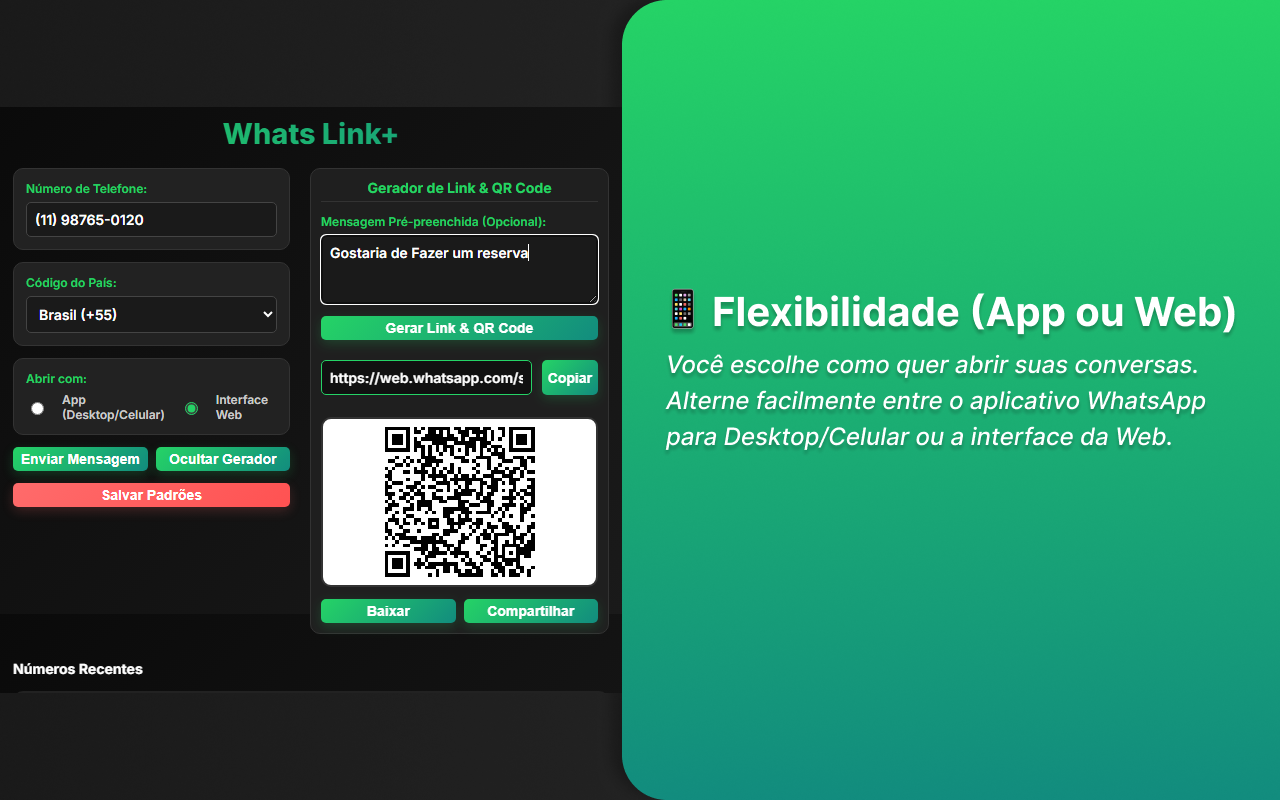 Whats Link+
Número de Telefone:
(11) 98765-0120
Código do País:
Brasil (+55)
Abrir com:
App
(Desktop/Celular)
Interface
Web
Enviar Mensagem
Ocultar Gerador
Salvar Padrões
Gerador de Link & QR Code
Mensagem Pré-preenchida (Opcional):
Gostaria de Fazer um reserva
Gerar Link & QR Code
https://web.whatsapp.com/s
Copiar
Baixar
Compartilhar
Números Recentes
📱 Flexibilidade (App ou Web)
Você escolhe como quer abrir suas conversas.
Alterne facilmente entre o aplicativo WhatsApp
para Desktop/Celular ou a interface da Web.